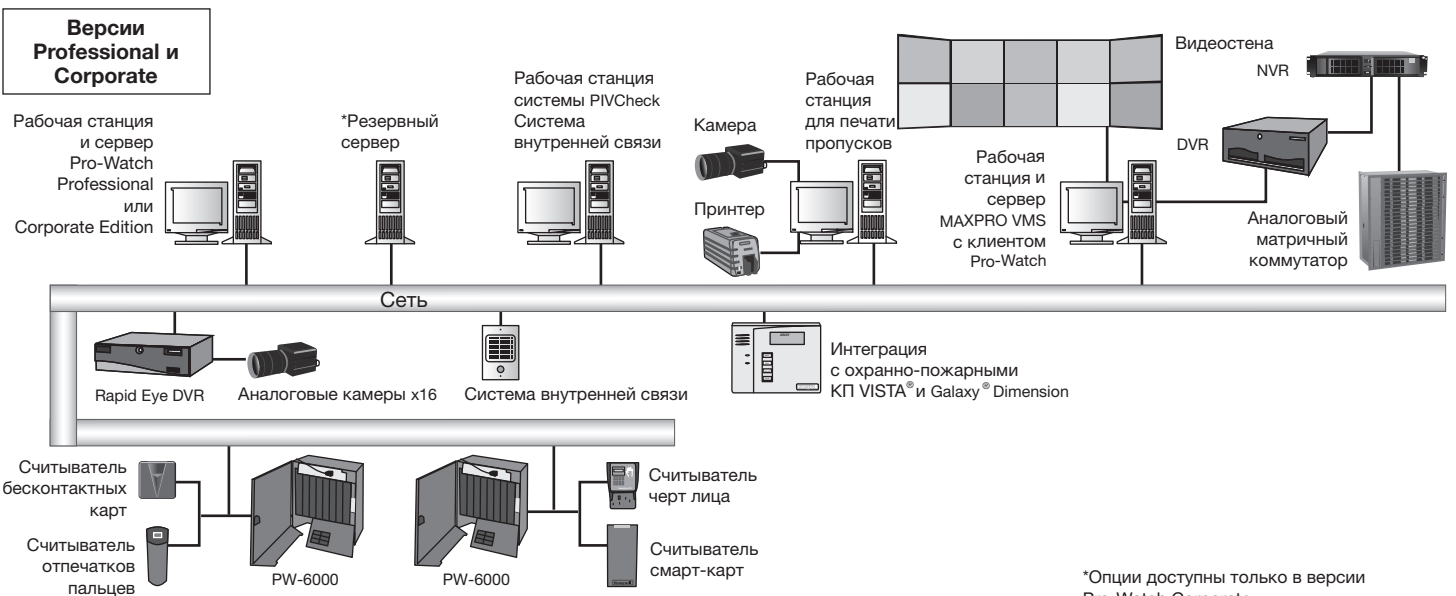 Версии
Professional и
Corporate
Рабочая станция
и сервер
Pro-Watch
Professional
или
Corporate Edition
*Резервный
сервер
Рабочая станция
системы PIVCheck
Система
внутренней связи
Камера
Принтер
Рабочая
станция
для печати
пропусков
Рабочая
станция и
сервер
MAXPRO VMS
с клиентом
Pro-Watch
Видеостена
NVR
DVR
Аналоговый
матричный
коммутатор
Сеть
Rapid Eye DVR
Аналоговые камеры x16
Система внутренней связи
Интеграция
с охранно-пожарными
КП VISTA® и Galaxy® Dimension
Считыватель
бесконтактных
карт
Считыватель
отпечатков
пальцев
PW-6000
PW-6000
Считыватель
черт лица
Считыватель
смарт-карт
*Опции доступны только в версии